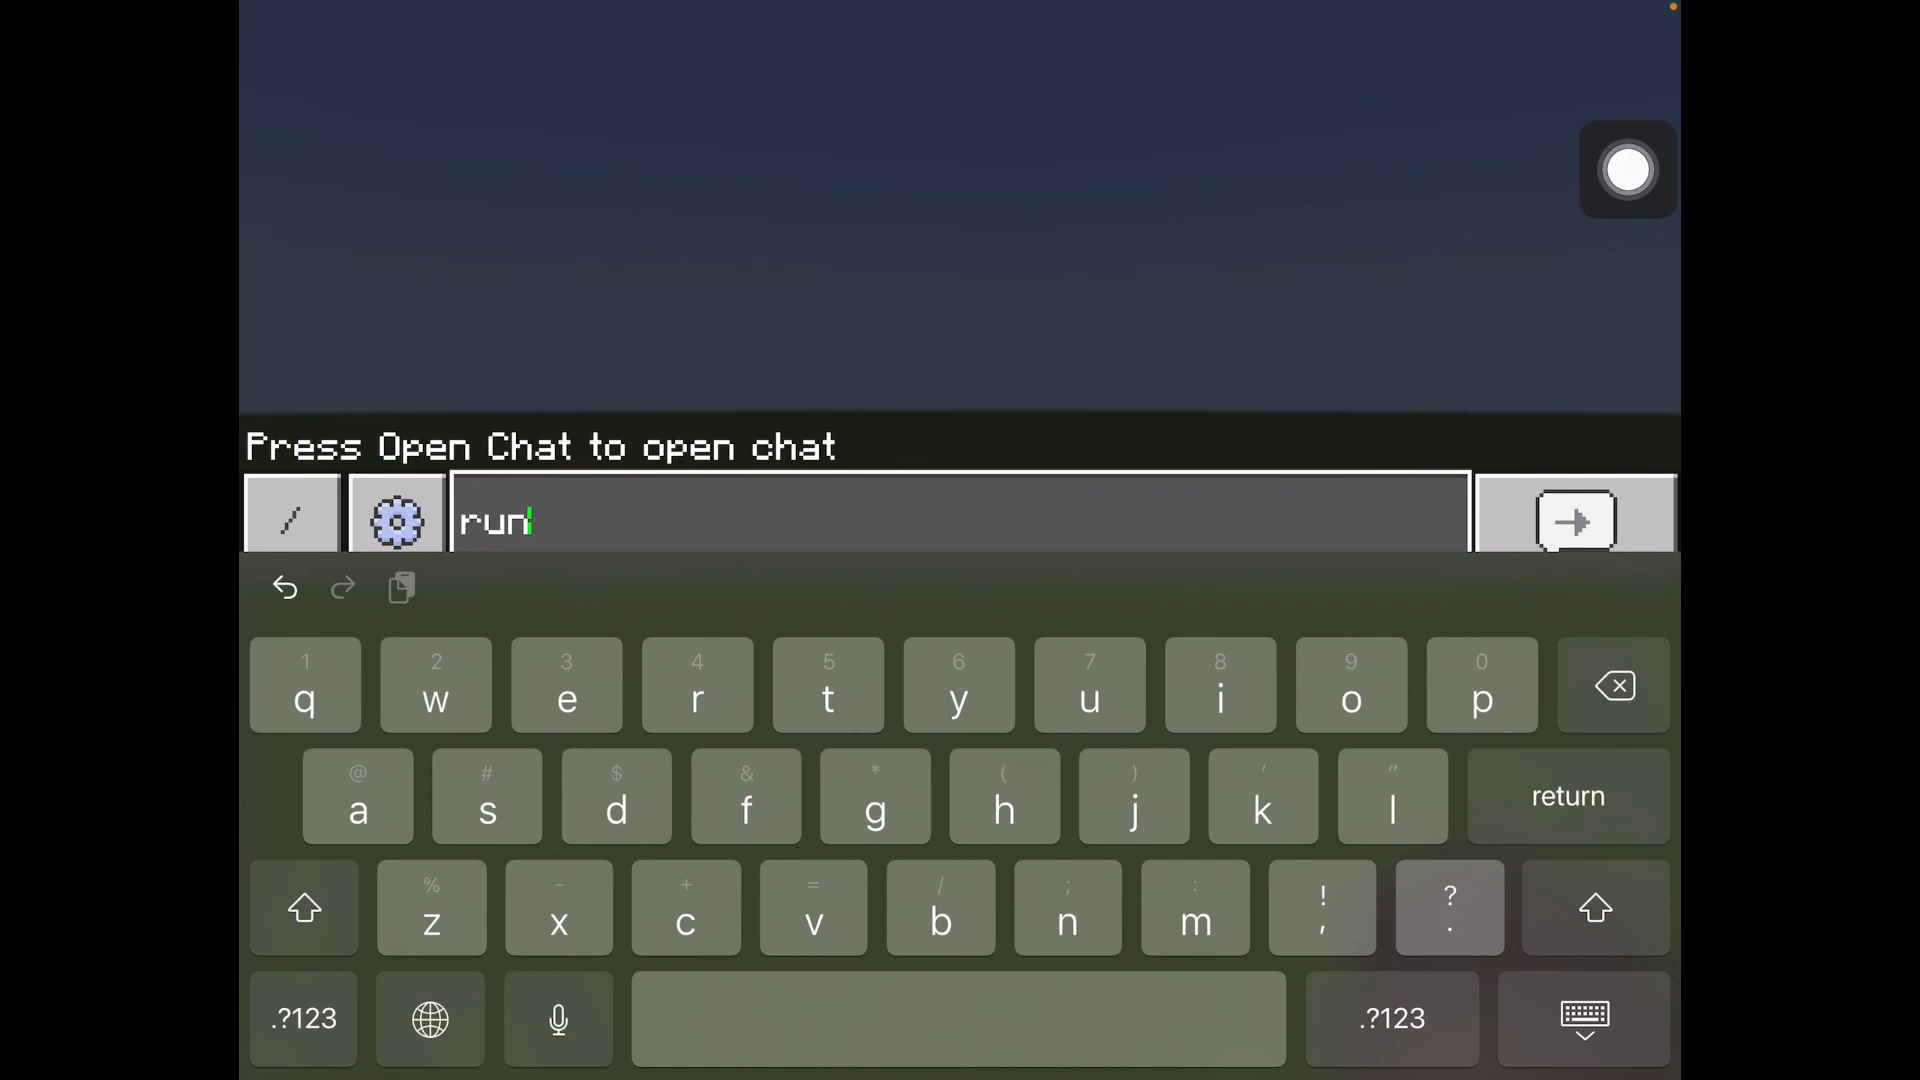 Press Open Chat to open chat
/ run
1 2 3 4 5 6 7 8 9 0
q w e r t y u i o p
@ # $ & * ( ) ' "
a s d f g h j k l return
% - + = / ; : ! ?
z x c v b n m , .
.?123 .?123